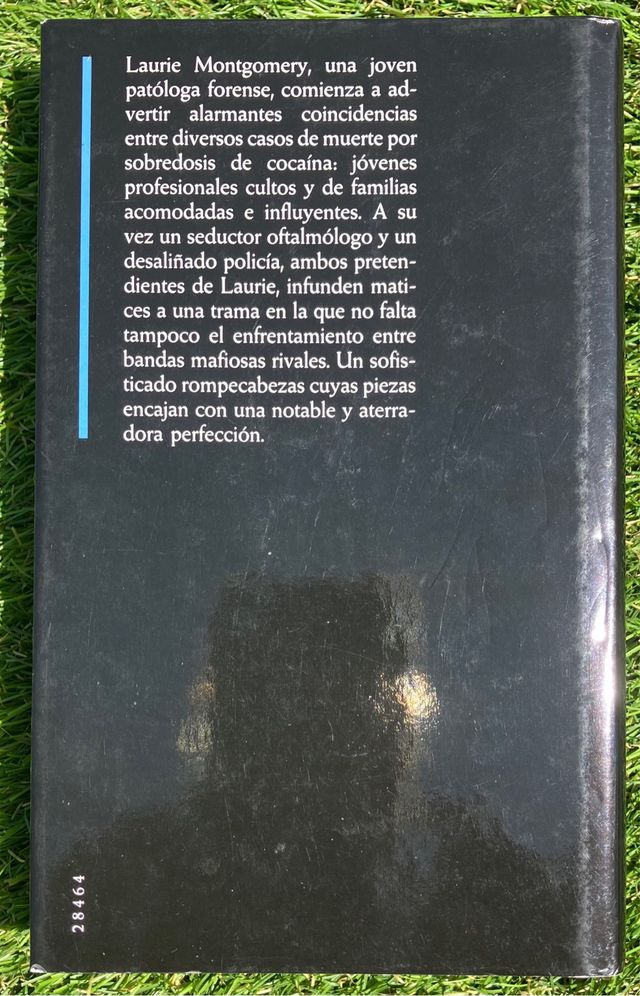 Laurie Montgomery, una joven
patóloga forense, comienza a ad-
vertir alarmantes coincidencias
entre diversos casos de muerte por
sobredosis de cocaína: jóvenes
profesionales cultos y de familias
acomodadas e influyentes. A su
vez un seductor oftalmólogo y un
desaliñado policía, ambos preten-
dientes de Laurie, infunden mati-
ces a una trama en la que no falta
tampoco el enfrentamiento entre
bandas mafiosas rivales. Un sofis-
ticado rompecabezas cuyas piezas
encajan con una notable y aterra-
dora perfección.
28464